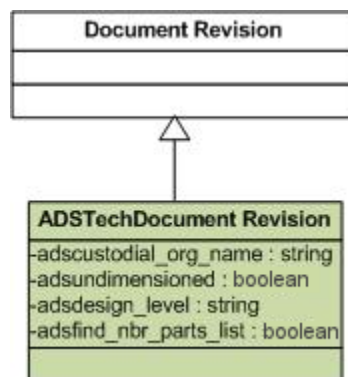 Document Revision
ADSTechDocument Revision
-adscustodial_org_name : string
-adsundimensioned : boolean
-adsdesign_level : string
-adsfind_nbr_parts_list : boolean